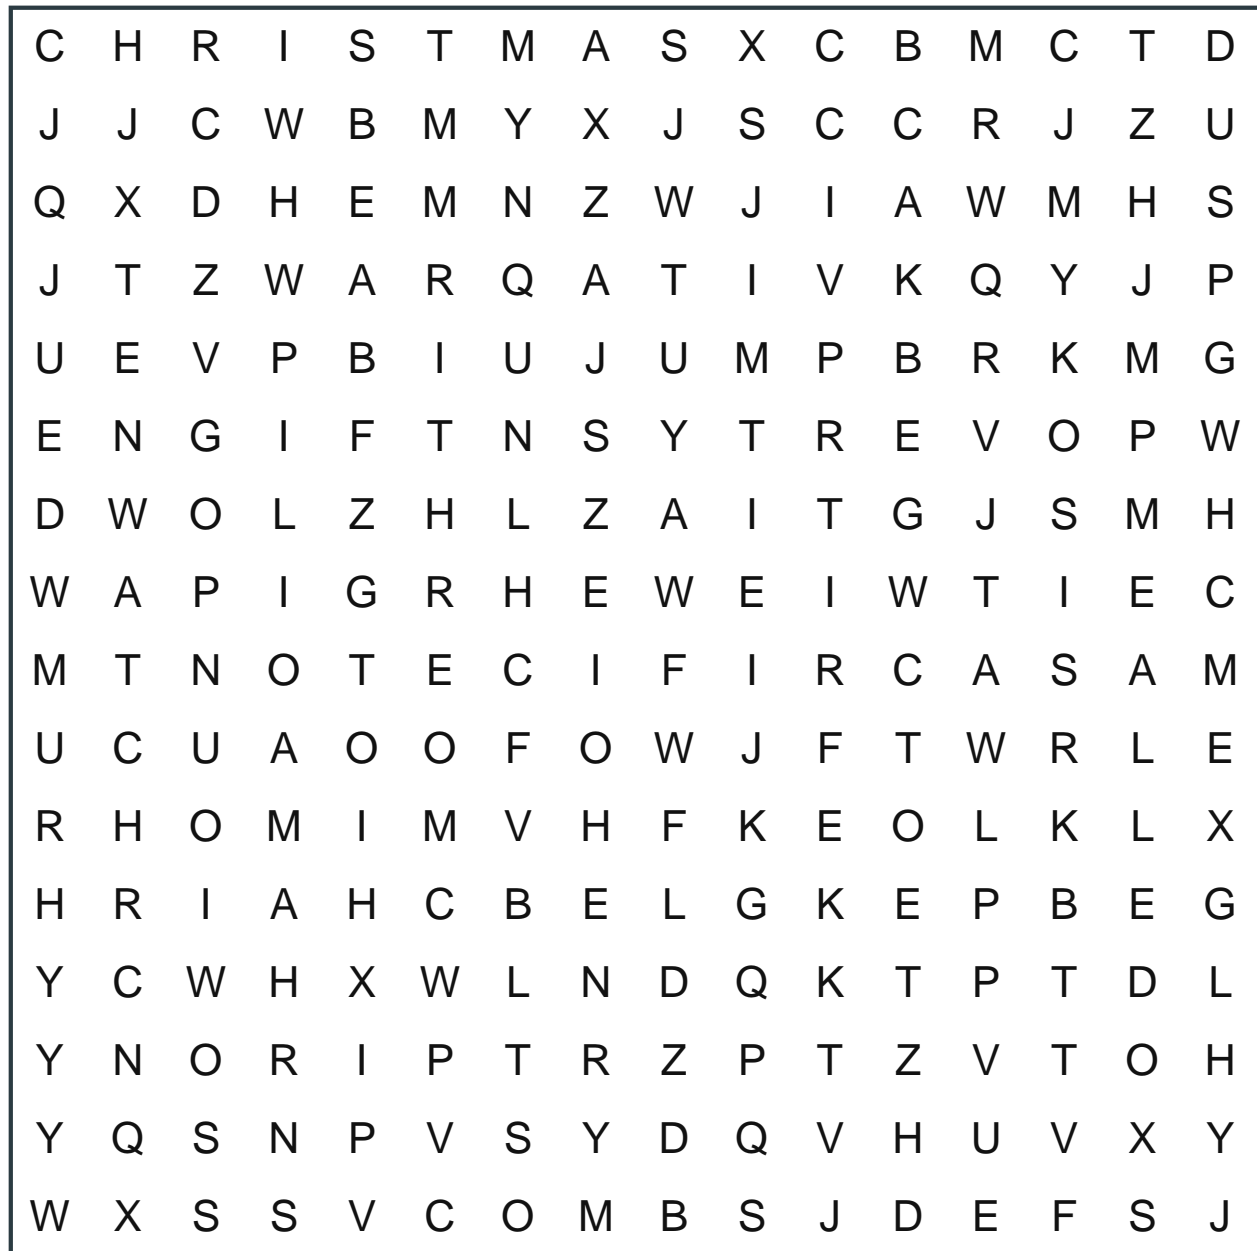 C H R I S T M A S X C B M C T D
J J C W B M Y X J S C C R J Z U
Q X D H E M N Z W J I A W M H S
J T Z W A R Q A T I V K Q Y J P
U E V P B I U J U M P B R K M G
E N G I F T N S Y T R E V O P W
D W O L Z H L Z A I T G J S M H
W A P I G R H E W E I W T I E C
M T N O T E C I F I R C A S A M
U C U A O O F O W J F T W R L E
R H O M I M V H F K E O L K L X
H R I A H C B E L G K E P B E G
Y C W H X W L N D Q K T P T D L
Y N O R I P T R Z P T Z V T O H
Y Q S N P V S Y D Q V H U V X Y
W X S S V C O M B S J D E F S J